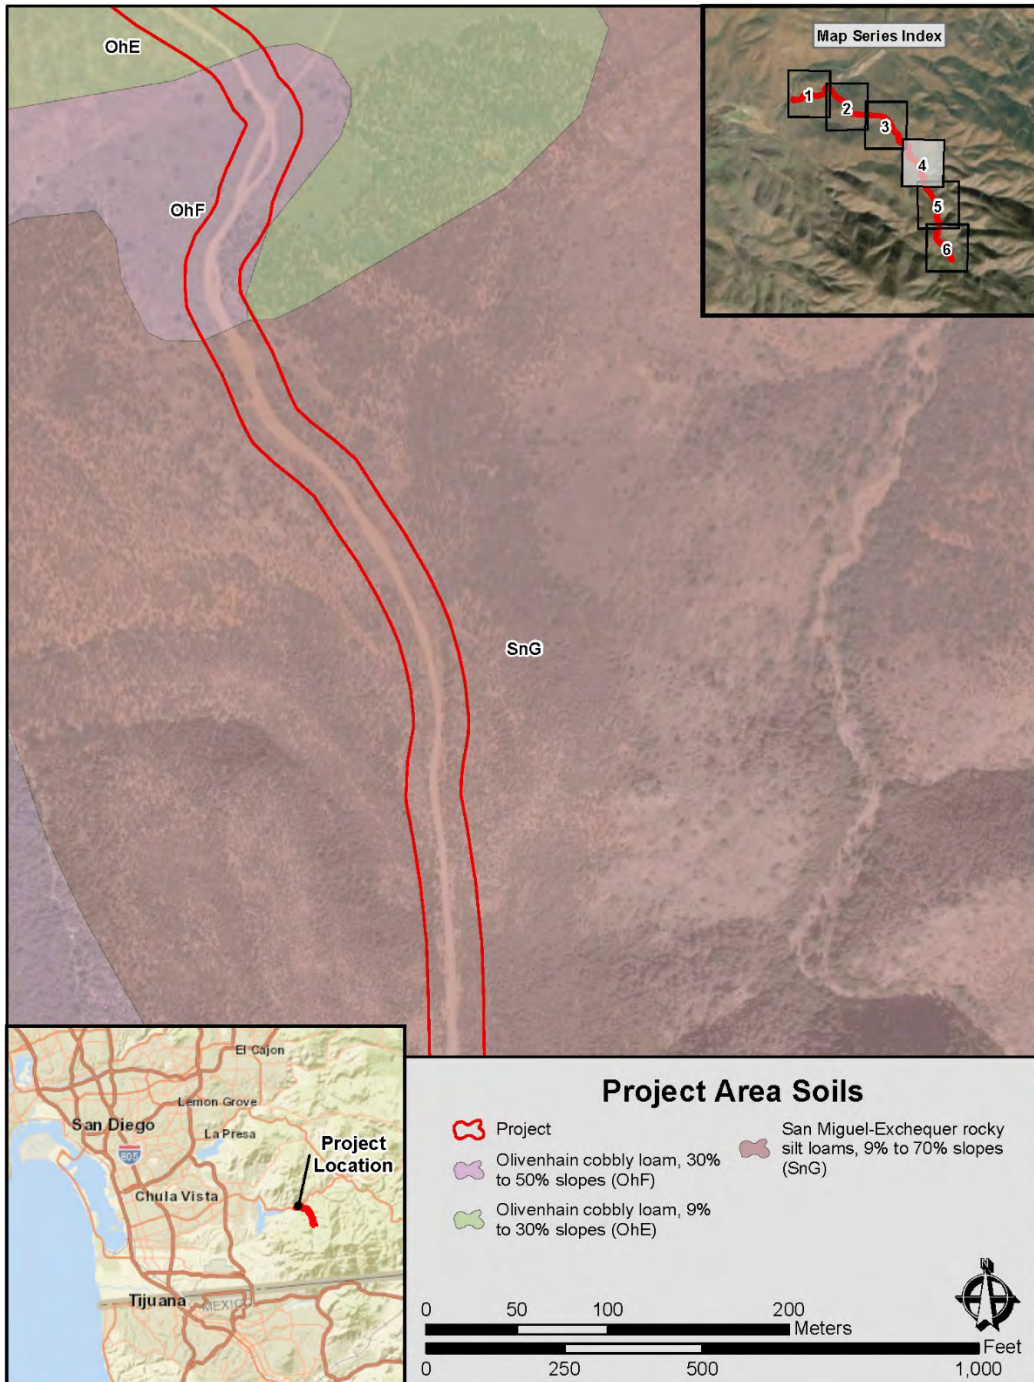 OhE
OhF
SnG
Map Series Index
1
2
3
4
5
6
El Cajon
Lemon Grove
San Diego
La Presa
805
Project
Location
Chula Vista
Tijuana
MEXICO
Project Area Soils
Project
Olivenhain cobbly loam, 30%
to 50% slopes (OhF)
Olivenhain cobbly loam, 9%
to 30% slopes (OhE)
San Miguel-Exchequer rocky
silt loams, 9% to 70% slopes
(SnG)
N
0 50 100 200
Meters
Feet
0 250 500 1,000